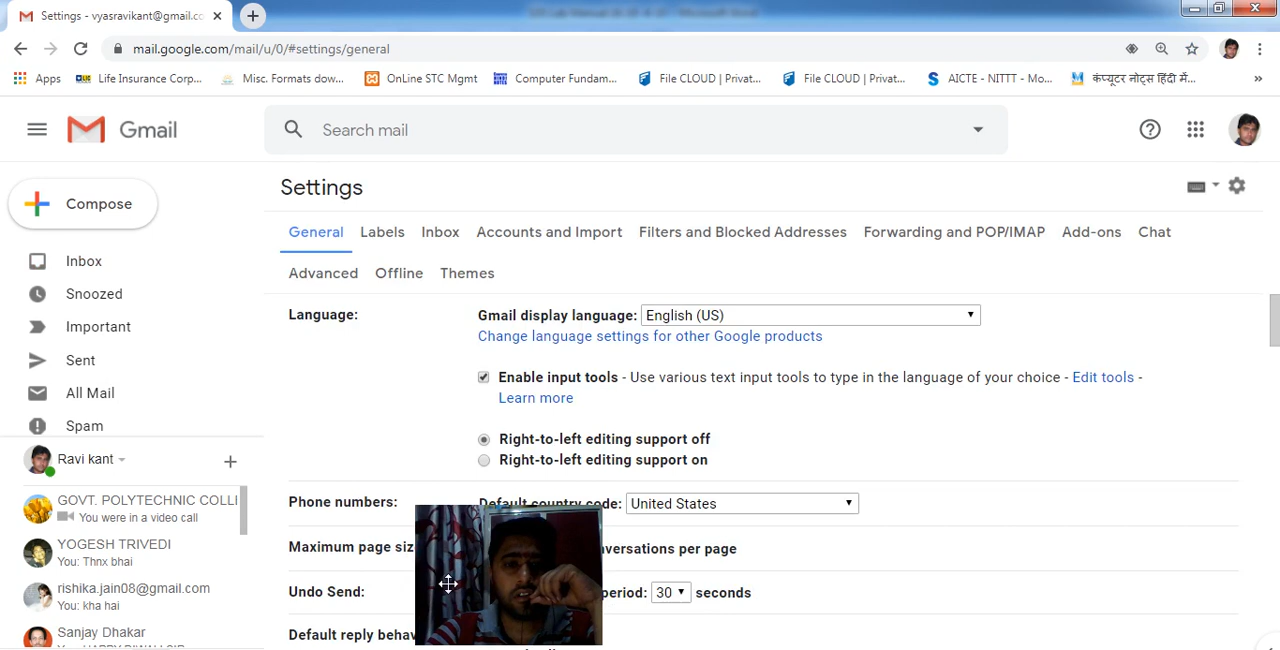 Settings - vyasravikant@gmail.cc
mail.google.com/mail/u/0/#settings/general
Apps
Life Insurance Corp...
Misc. Formats dow...
OnLine STC Mgmt
Computer Fundam...
File CLOUD | Privat...
File CLOUD | Privat...
AICTE - NITTT - Mo...
कंप्यूटर नोट्स हिंदी में...
»
Gmail
Search mail
Compose
Settings
General Labels Inbox Accounts and Import Filters and Blocked Addresses Forwarding and POP/IMAP Add-ons Chat
Advanced Offline Themes
Inbox
Snoozed
Important
Sent
All Mail
Spam
Ravi kant
GOVT. POLYTECHNIC COLLI
You were in a video call
YOGESH TRIVEDI
You: Thnx bhai
rishika.jain08@gmail.com
You: kha hai
Sanjay Dhakar
Language:
Gmail display language: English (US)
Change language settings for other Google products
Enable input tools - Use various text input tools to type in the language of your choice - Edit tools -
Learn more
Right-to-left editing support off
Right-to-left editing support on
Phone numbers:
Default country code: United States
Maximum page siz
nversations per page
Undo Send:
period: 30 seconds
Default reply behav